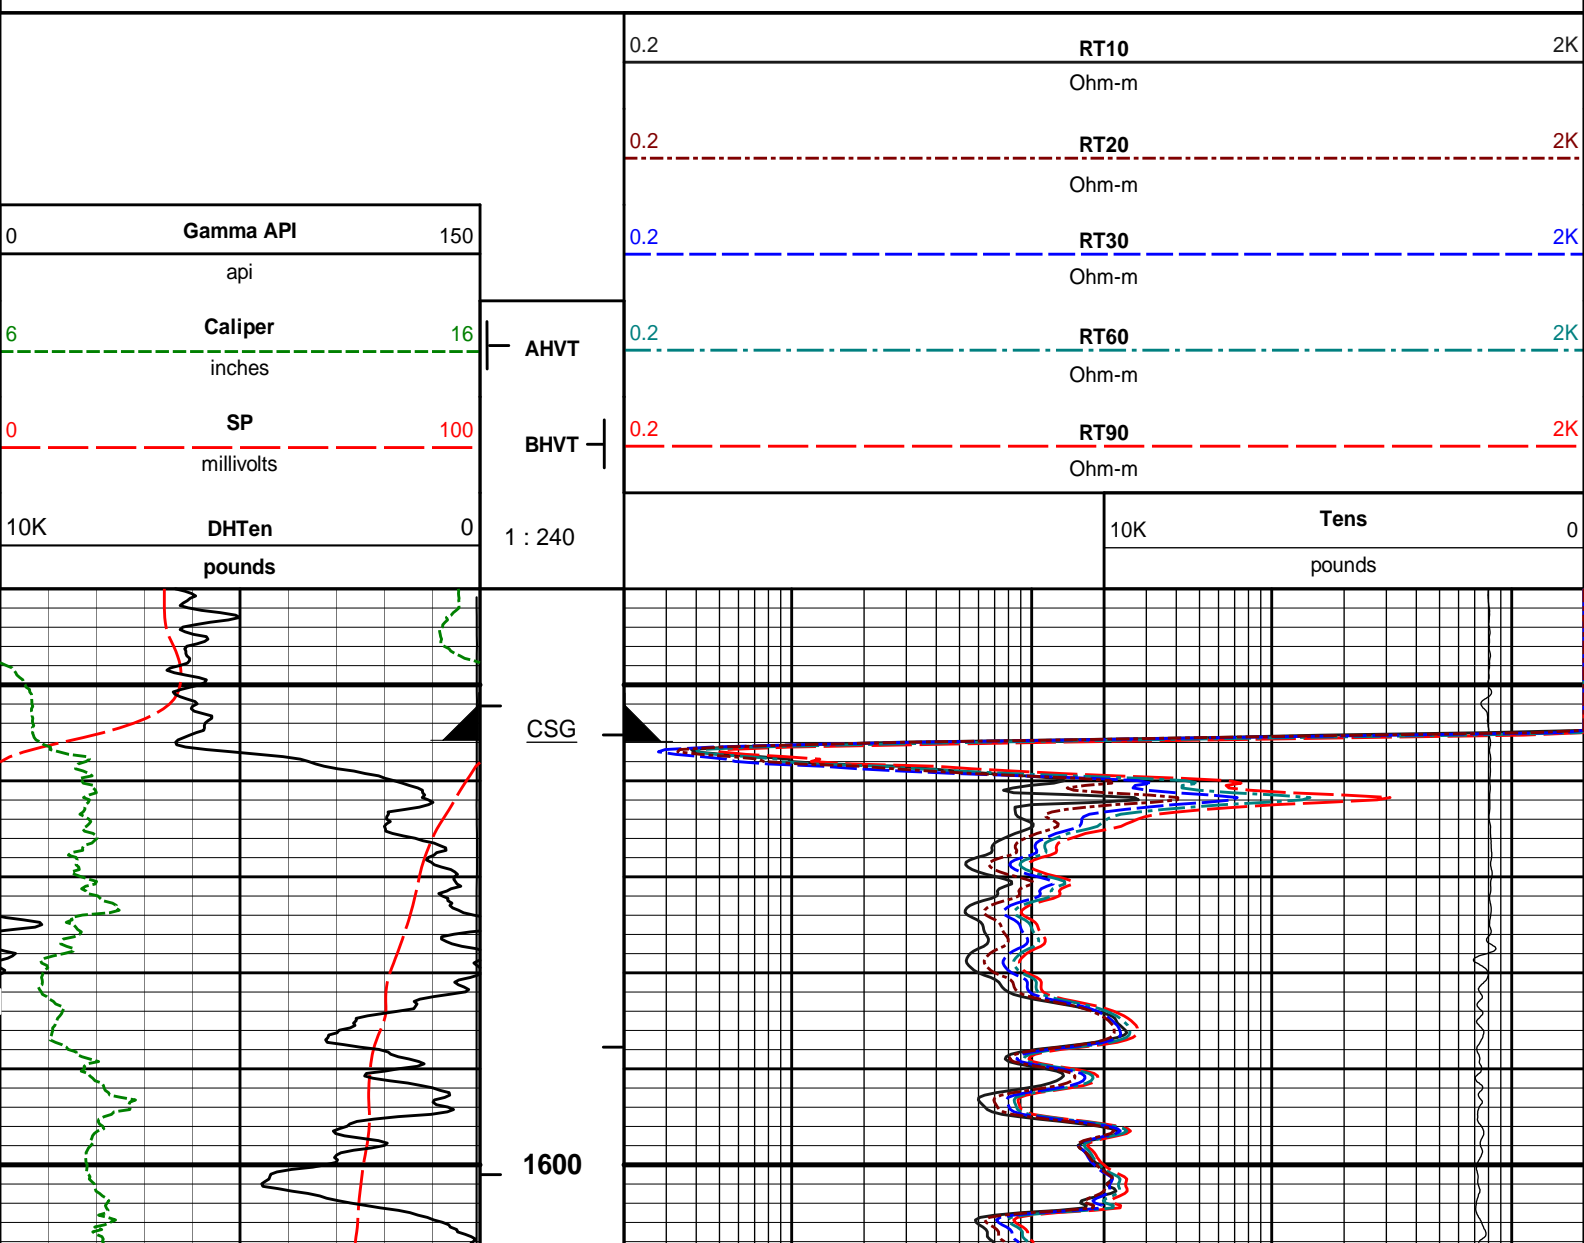 0.2 RT10 2K
Ohm-m
0.2 RT20 2K
Ohm-m
0 Gamma API 150
api
0.2 RT30 2K
Ohm-m
6 Caliper 16
inches
AHVT
0.2 RT60 2K
Ohm-m
0 SP 100
millivolts
BHVT
0.2 RT90 2K
Ohm-m
10K DHTen 0
pounds
1 : 240
10K Tens 0
pounds
CSG
1600